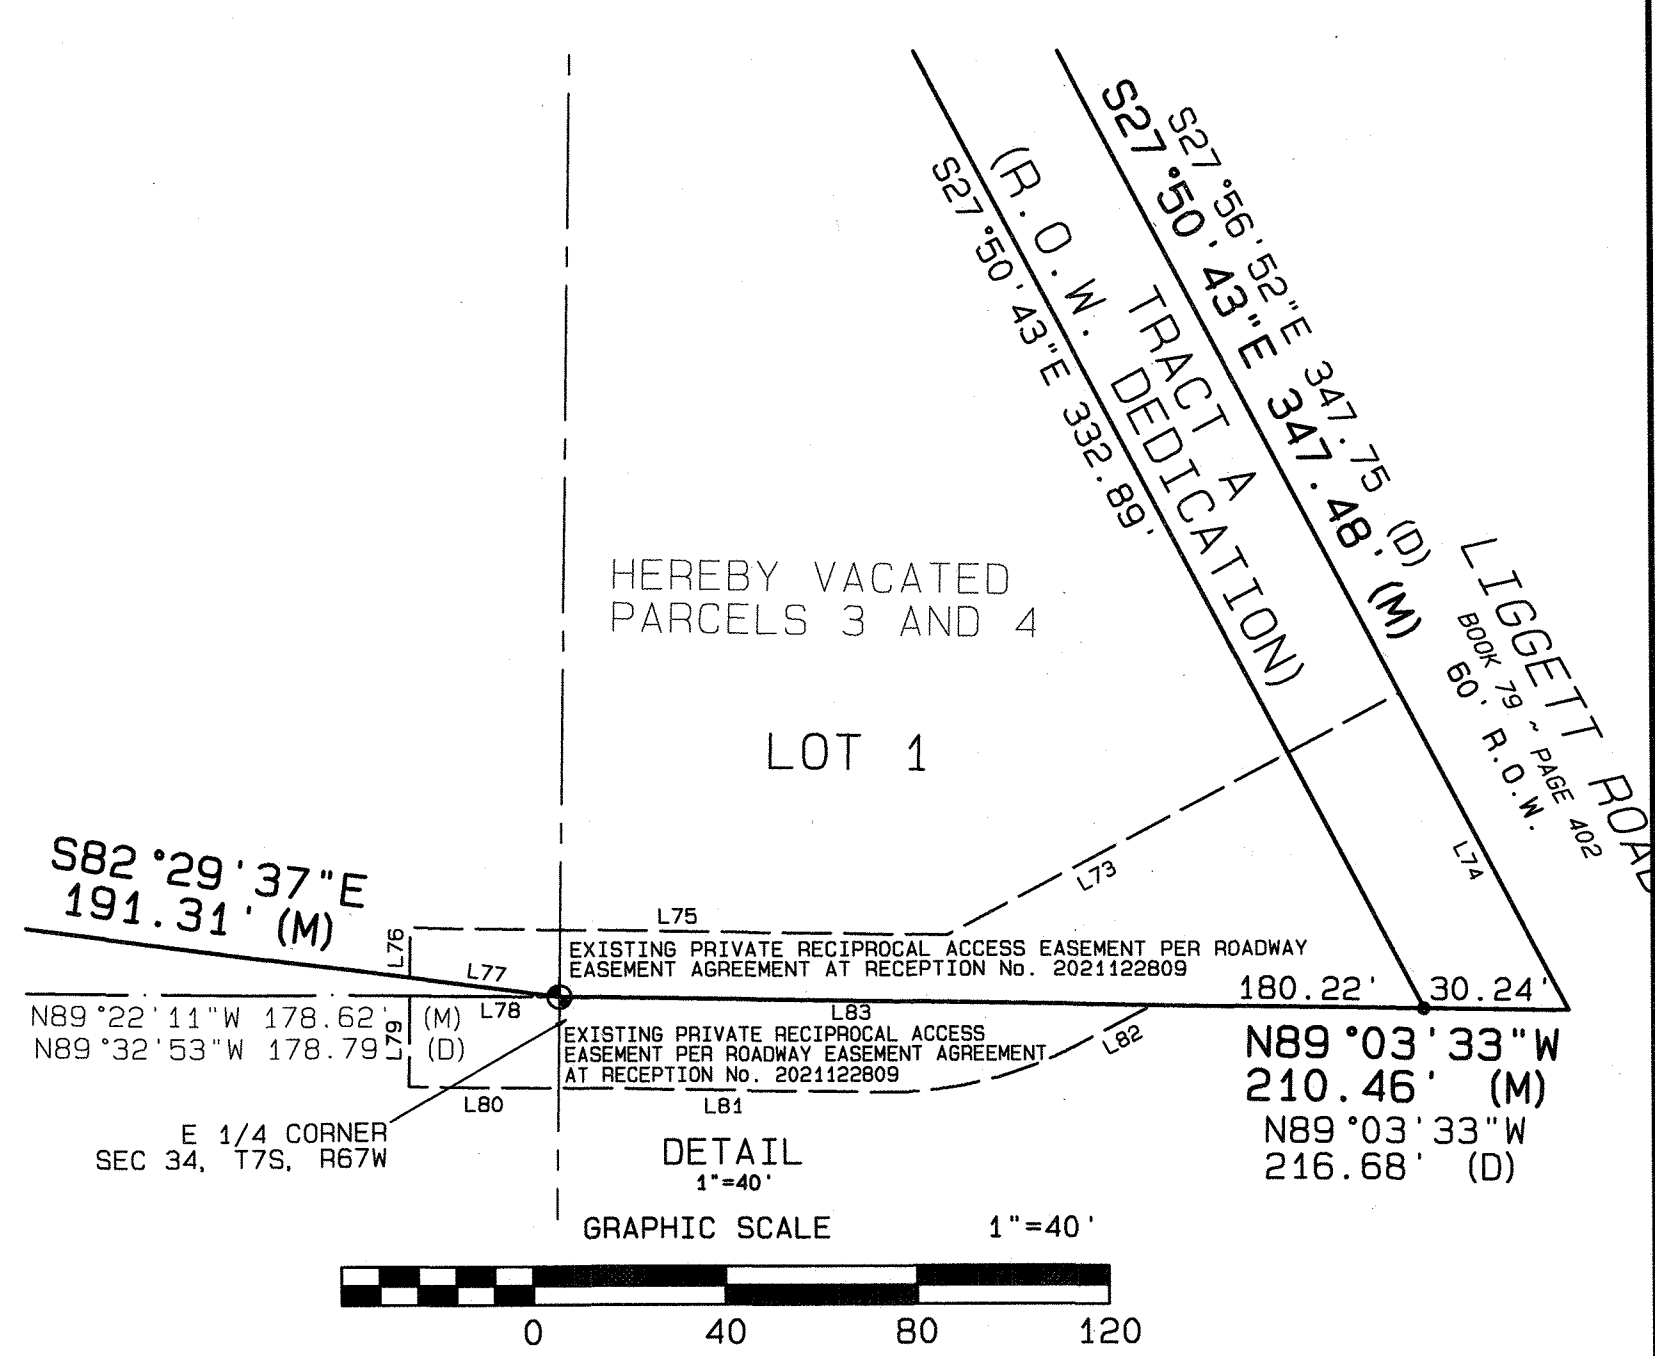 S27°56'52"E 347.75 (D)
S27°50'43"E 347.48' (M)
TRACT A
(R.O.W. DEDICATION)
S27°50'43"E 332.89'
HEREBY VACATED
PARCELS 3 AND 4
LOT 1
LIGGETT ROAD
BOOK 79 ~ PAGE 402
60' R.O.W.
L74
L73
S82°29'37"E
191.31' (M)
L76
L75
L77
EXISTING PRIVATE RECIPROCAL ACCESS EASEMENT PER ROADWAY
EASEMENT AGREEMENT AT RECEPTION No. 2021122809
180.22'
30.24'
N89°22'11"W 178.62' (M)
N89°32'53"W 178.79' (D)
L79
L78
L83
EXISTING PRIVATE RECIPROCAL ACCESS
EASEMENT PER ROADWAY EASEMENT AGREEMENT
AT RECEPTION No. 2021122809
L82
N89°03'33"W
210.46' (M)
N89°03'33"W
216.68' (D)
L80
L81
E 1/4 CORNER
SEC 34, T7S, R67W
DETAIL
1"=40'
GRAPHIC SCALE 1"=40'
0 40 80 120